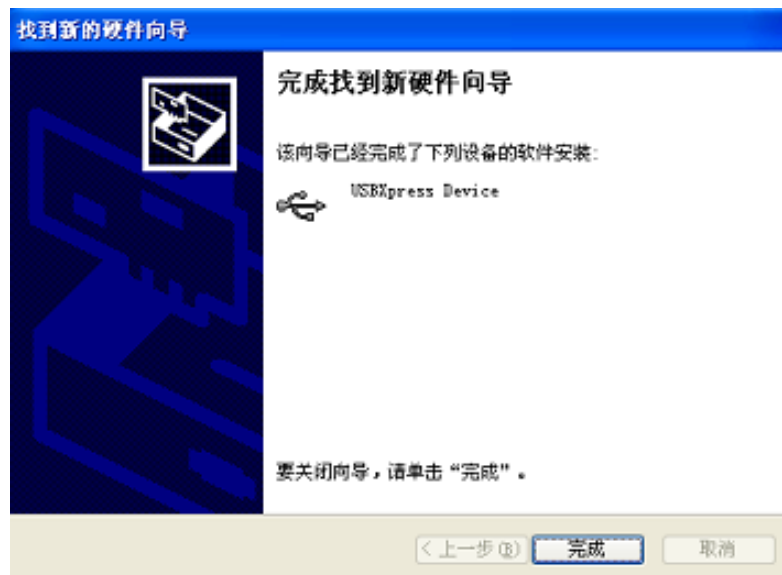 找到新的硬件向导
完成找到新硬件向导
该向导已经完成了下列设备的软件安装:
USBXpress Device
要关闭向导，请单击“完成”。
< 上一步(B)
完成
取消